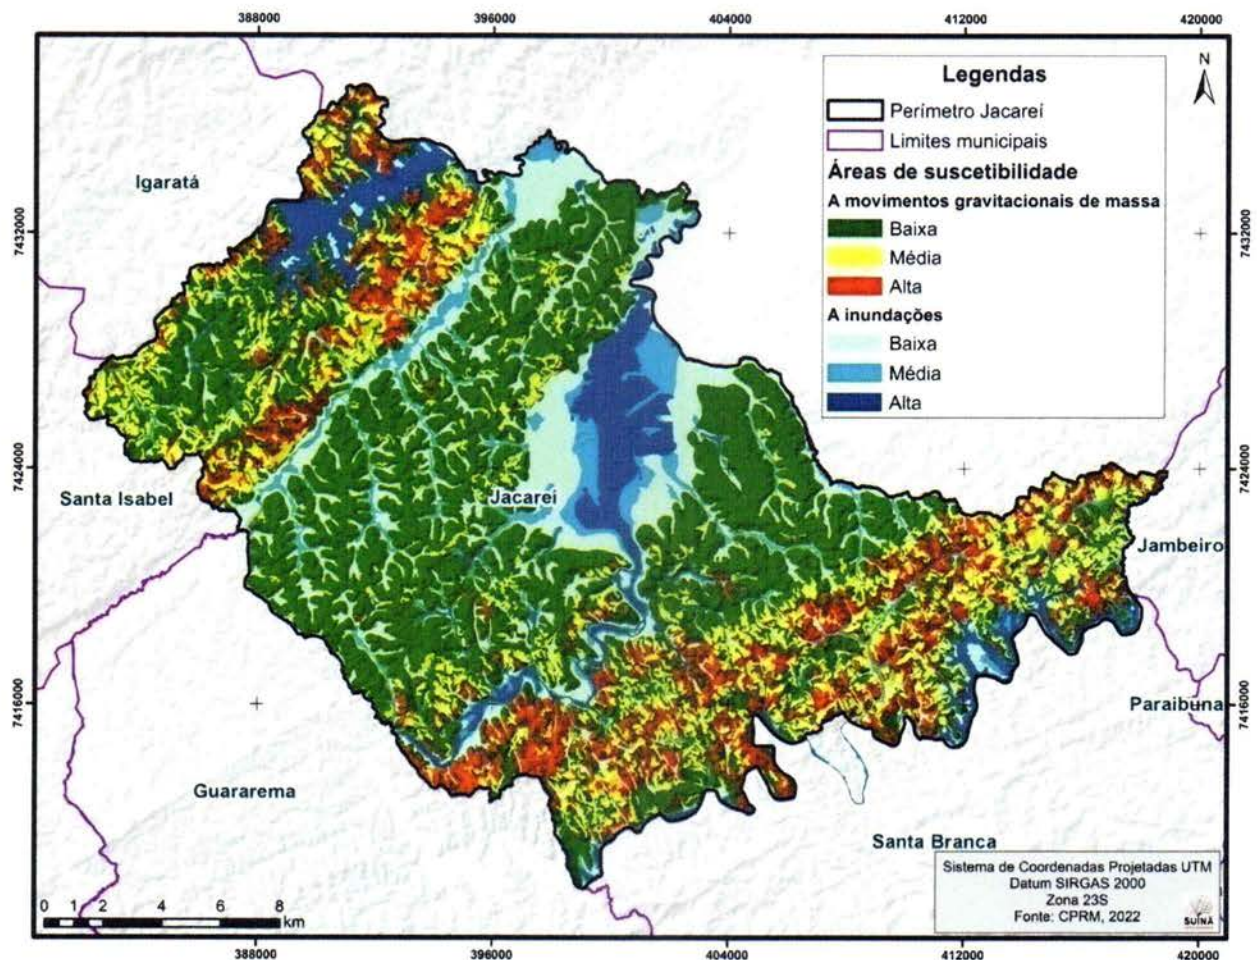 388000
396000
404000
412000
420000
Legendas
Perímetro Jacareí
Limites municipais
Áreas de suscetibilidade
A movimentos gravitacionais de massa
Baixa
Média
Alta
A inundações
Baixa
Média
Alta
N
Igaratá
7432000
7432000
7424000
7424000
Santa Isabel
Jacareí
Jambeiro
7416000
7416000
Paraibuna
Guararema
Santa Branca
Sistema de Coordenadas Projetadas UTM
Datum SIRGAS 2000
Zona 23S
Fonte: CPRM, 2022
SUINÃ
0 1 2 4 6 8
km
388000
396000
404000
412000
420000